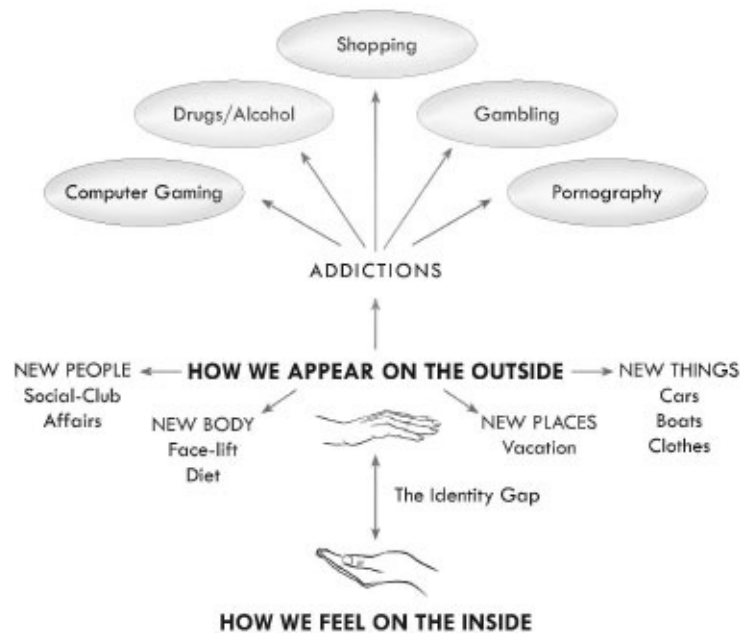 Shopping
Drugs/Alcohol
Gambling
Computer Gaming
Pornography
ADDICTIONS
NEW PEOPLE
Social-Club
Affairs
HOW WE APPEAR ON THE OUTSIDE
NEW THINGS
Cars
Boats
Clothes
NEW BODY
Face-lift
Diet
NEW PLACES
Vacation
The Identity Gap
HOW WE FEEL ON THE INSIDE